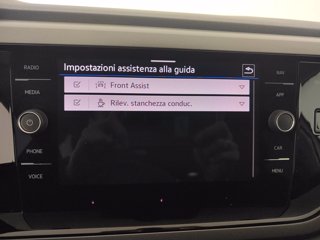 Impostazioni assistenza alla guida
RADIO
NAV
MEDIA
Front Assist
APP
Rilev. stanchezza conduc.
PHONE
CAR
VOICE
MENU